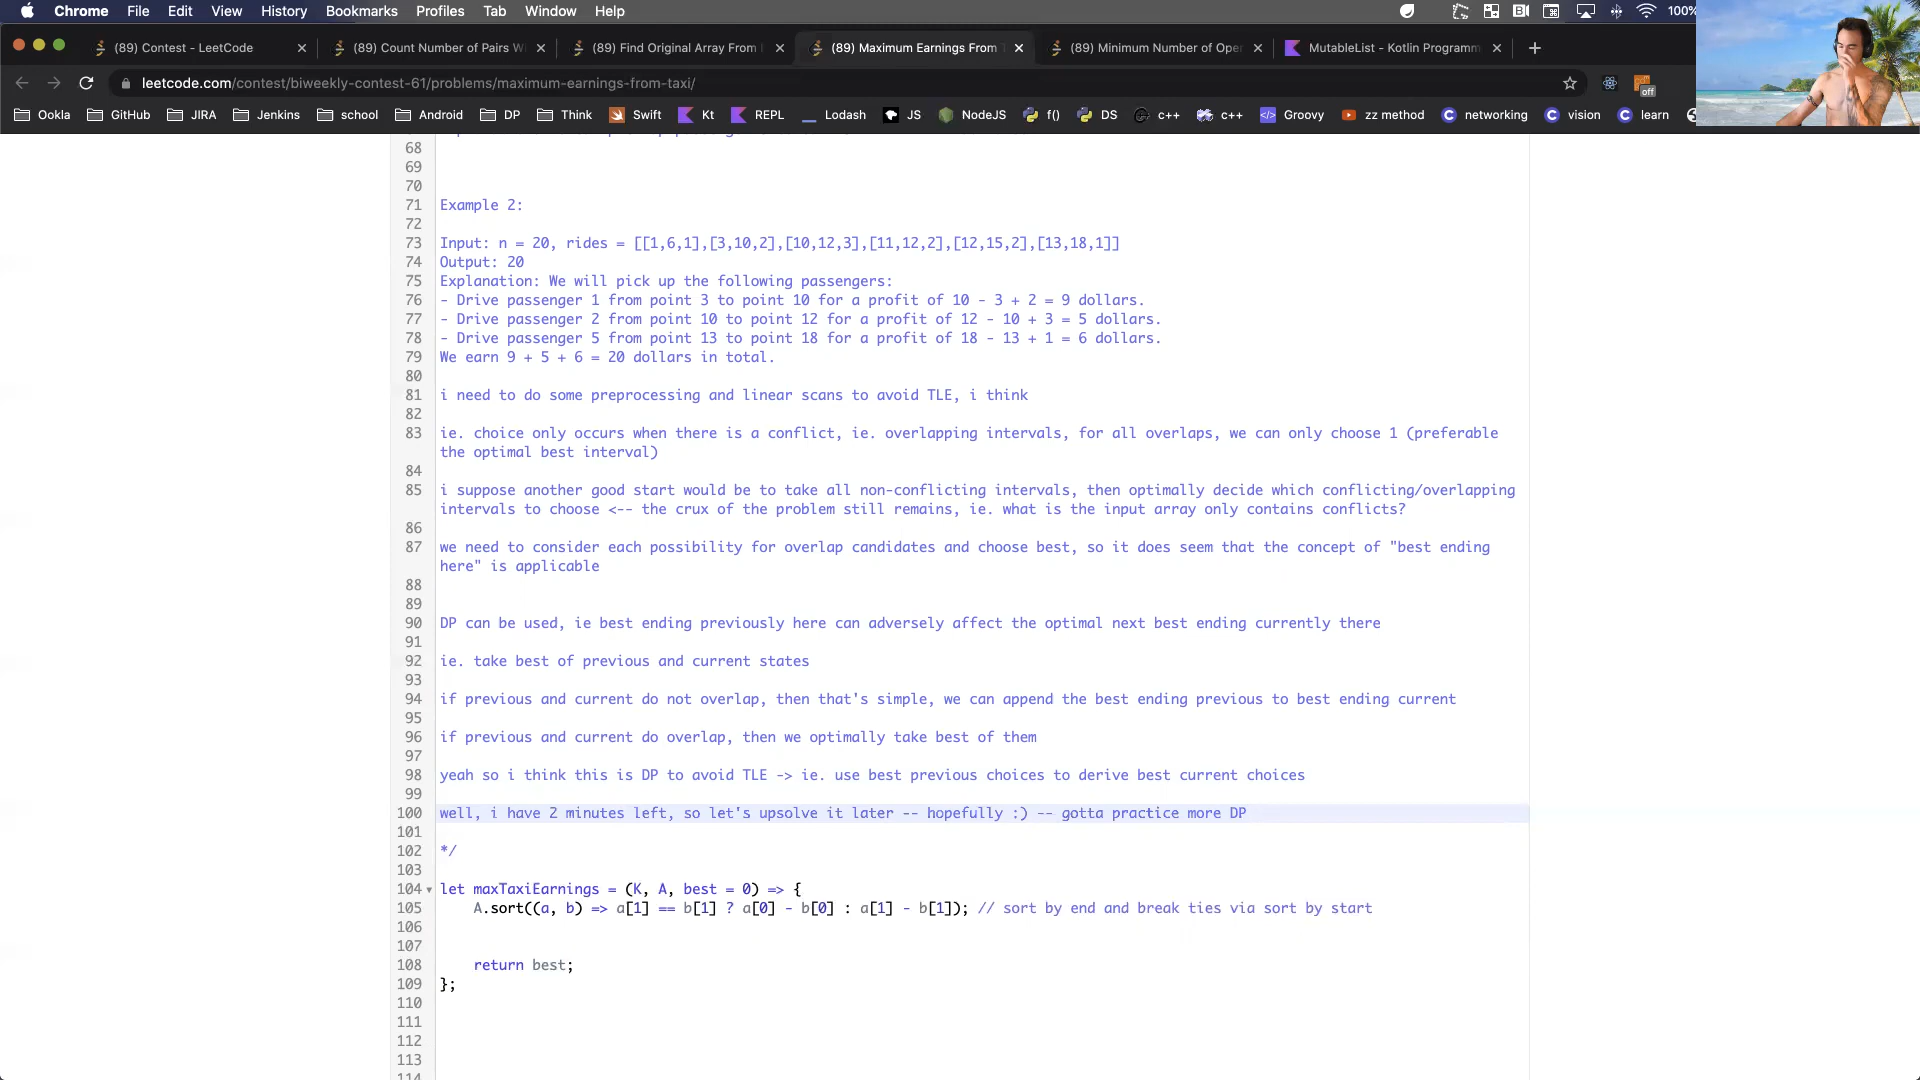 Chrome File Edit View History Bookmarks Profiles Tab Window Help 100%
(89) Contest - LeetCode (89) Count Number of Pairs W (89) Find Original Array From (89) Maximum Earnings From T (89) Minimum Number of Oper MutableList - Kotlin Programm
leetcode.com/contest/biweekly-contest-61/problems/maximum-earnings-from-taxi/ off
Ookla GitHub JIRA Jenkins school Android DP Think Swift Kt REPL Lodash JS NodeJS f() DS c++ c++ Groovy zz method networking vision learn
68
69
70
71 Example 2:
72
73 Input: n = 20, rides = [[1,6,1],[3,10,2],[10,12,3],[11,12,2],[12,15,2],[13,18,1]]
74 Output: 20
75 Explanation: We will pick up the following passengers:
76 - Drive passenger 1 from point 3 to point 10 for a profit of 10 - 3 + 2 = 9 dollars.
77 - Drive passenger 2 from point 10 to point 12 for a profit of 12 - 10 + 3 = 5 dollars.
78 - Drive passenger 5 from point 13 to point 18 for a profit of 18 - 13 + 1 = 6 dollars.
79 We earn 9 + 5 + 6 = 20 dollars in total.
80
81 i need to do some preprocessing and linear scans to avoid TLE, i think
82
83 ie. choice only occurs when there is a conflict, ie. overlapping intervals, for all overlaps, we can only choose 1 (preferable
the optimal best interval)
84
85 i suppose another good start would be to take all non-conflicting intervals, then optimally decide which conflicting/overlapping
intervals to choose <-- the crux of the problem still remains, ie. what is the input array only contains conflicts?
86
87 we need to consider each possibility for overlap candidates and choose best, so it does seem that the concept of "best ending
here" is applicable
88
89
90 DP can be used, ie best ending previously here can adversely affect the optimal next best ending currently there
91
92 ie. take best of previous and current states
93
94 if previous and current do not overlap, then that's simple, we can append the best ending previous to best ending current
95
96 if previous and current do overlap, then we optimally take best of them
97
98 yeah so i think this is DP to avoid TLE -> ie. use best previous choices to derive best current choices
99
100 well, i have 2 minutes left, so let's upsolve it later -- hopefully :) -- gotta practice more DP
101
102 */
103
104 let maxTaxiEarnings = (K, A, best = 0) => {
105 A.sort((a, b) => a[1] == b[1] ? a[0] - b[0] : a[1] - b[1]); // sort by end and break ties via sort by start
106
107
108 return best;
109 };
110
111
112
113
114